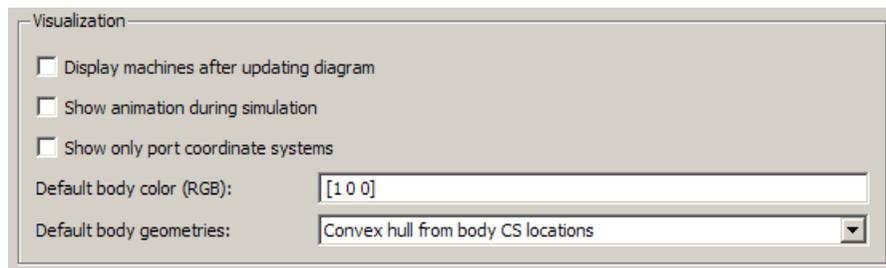 Visualization
Display machines after updating diagram
Show animation during simulation
Show only port coordinate systems
Default body color (RGB): [1 0 0]
Default body geometries: Convex hull from body CS locations